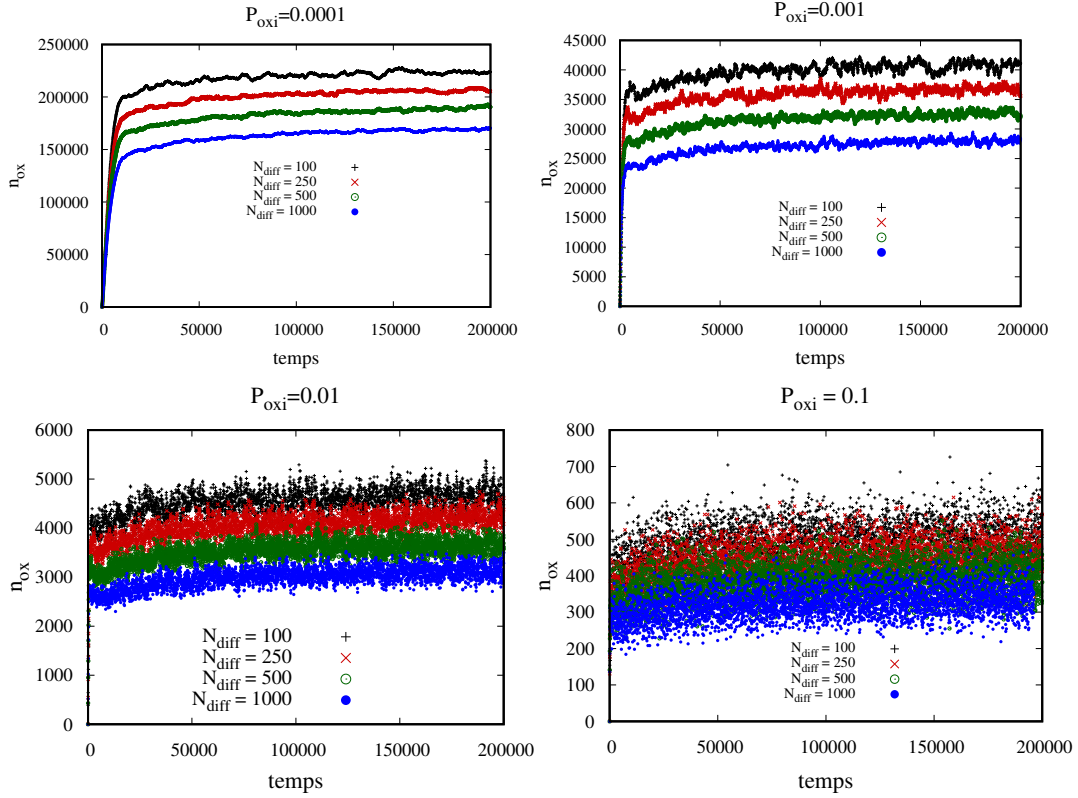 P_oxi=0.0001
250000
200000
150000
100000
50000
0
n_ox
N_diff = 100
N_diff = 250
N_diff = 500
N_diff = 1000
0 50000 100000 150000 200000
temps
P_oxi=0.001
45000
40000
35000
30000
25000
20000
15000
10000
5000
0
n_ox
N_diff = 100
N_diff = 250
N_diff = 500
N_diff = 1000
0 50000 100000 150000 200000
temps
P_oxi=0.01
6000
5000
4000
3000
2000
1000
0
n_ox
N_diff = 100
N_diff = 250
N_diff = 500
N_diff = 1000
0 50000 100000 150000 200000
temps
P_oxi = 0.1
800
700
600
500
400
300
200
100
0
n_ox
N_diff = 100
N_diff = 250
N_diff = 500
N_diff = 1000
0 50000 100000 150000 200000
temps